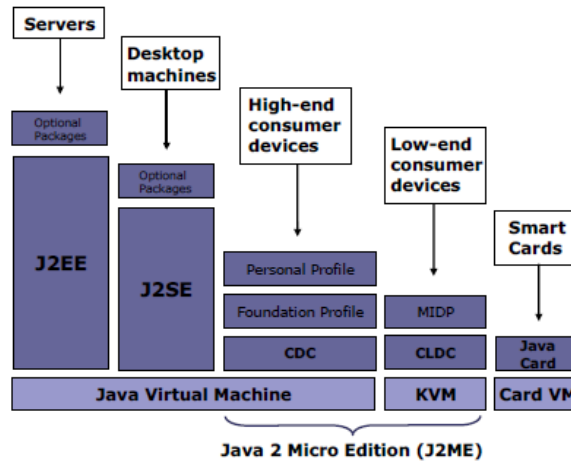 Servers
Desktop
machines
High-end
consumer
devices
Low-end
consumer
devices
Smart
Cards
Optional
Packages
Optional
Packages
J2EE
J2SE
Personal Profile
Foundation Profile
CDC
MIDP
CLDC
Java
Card
Java Virtual Machine
KVM
Card VM
Java 2 Micro Edition (J2ME)